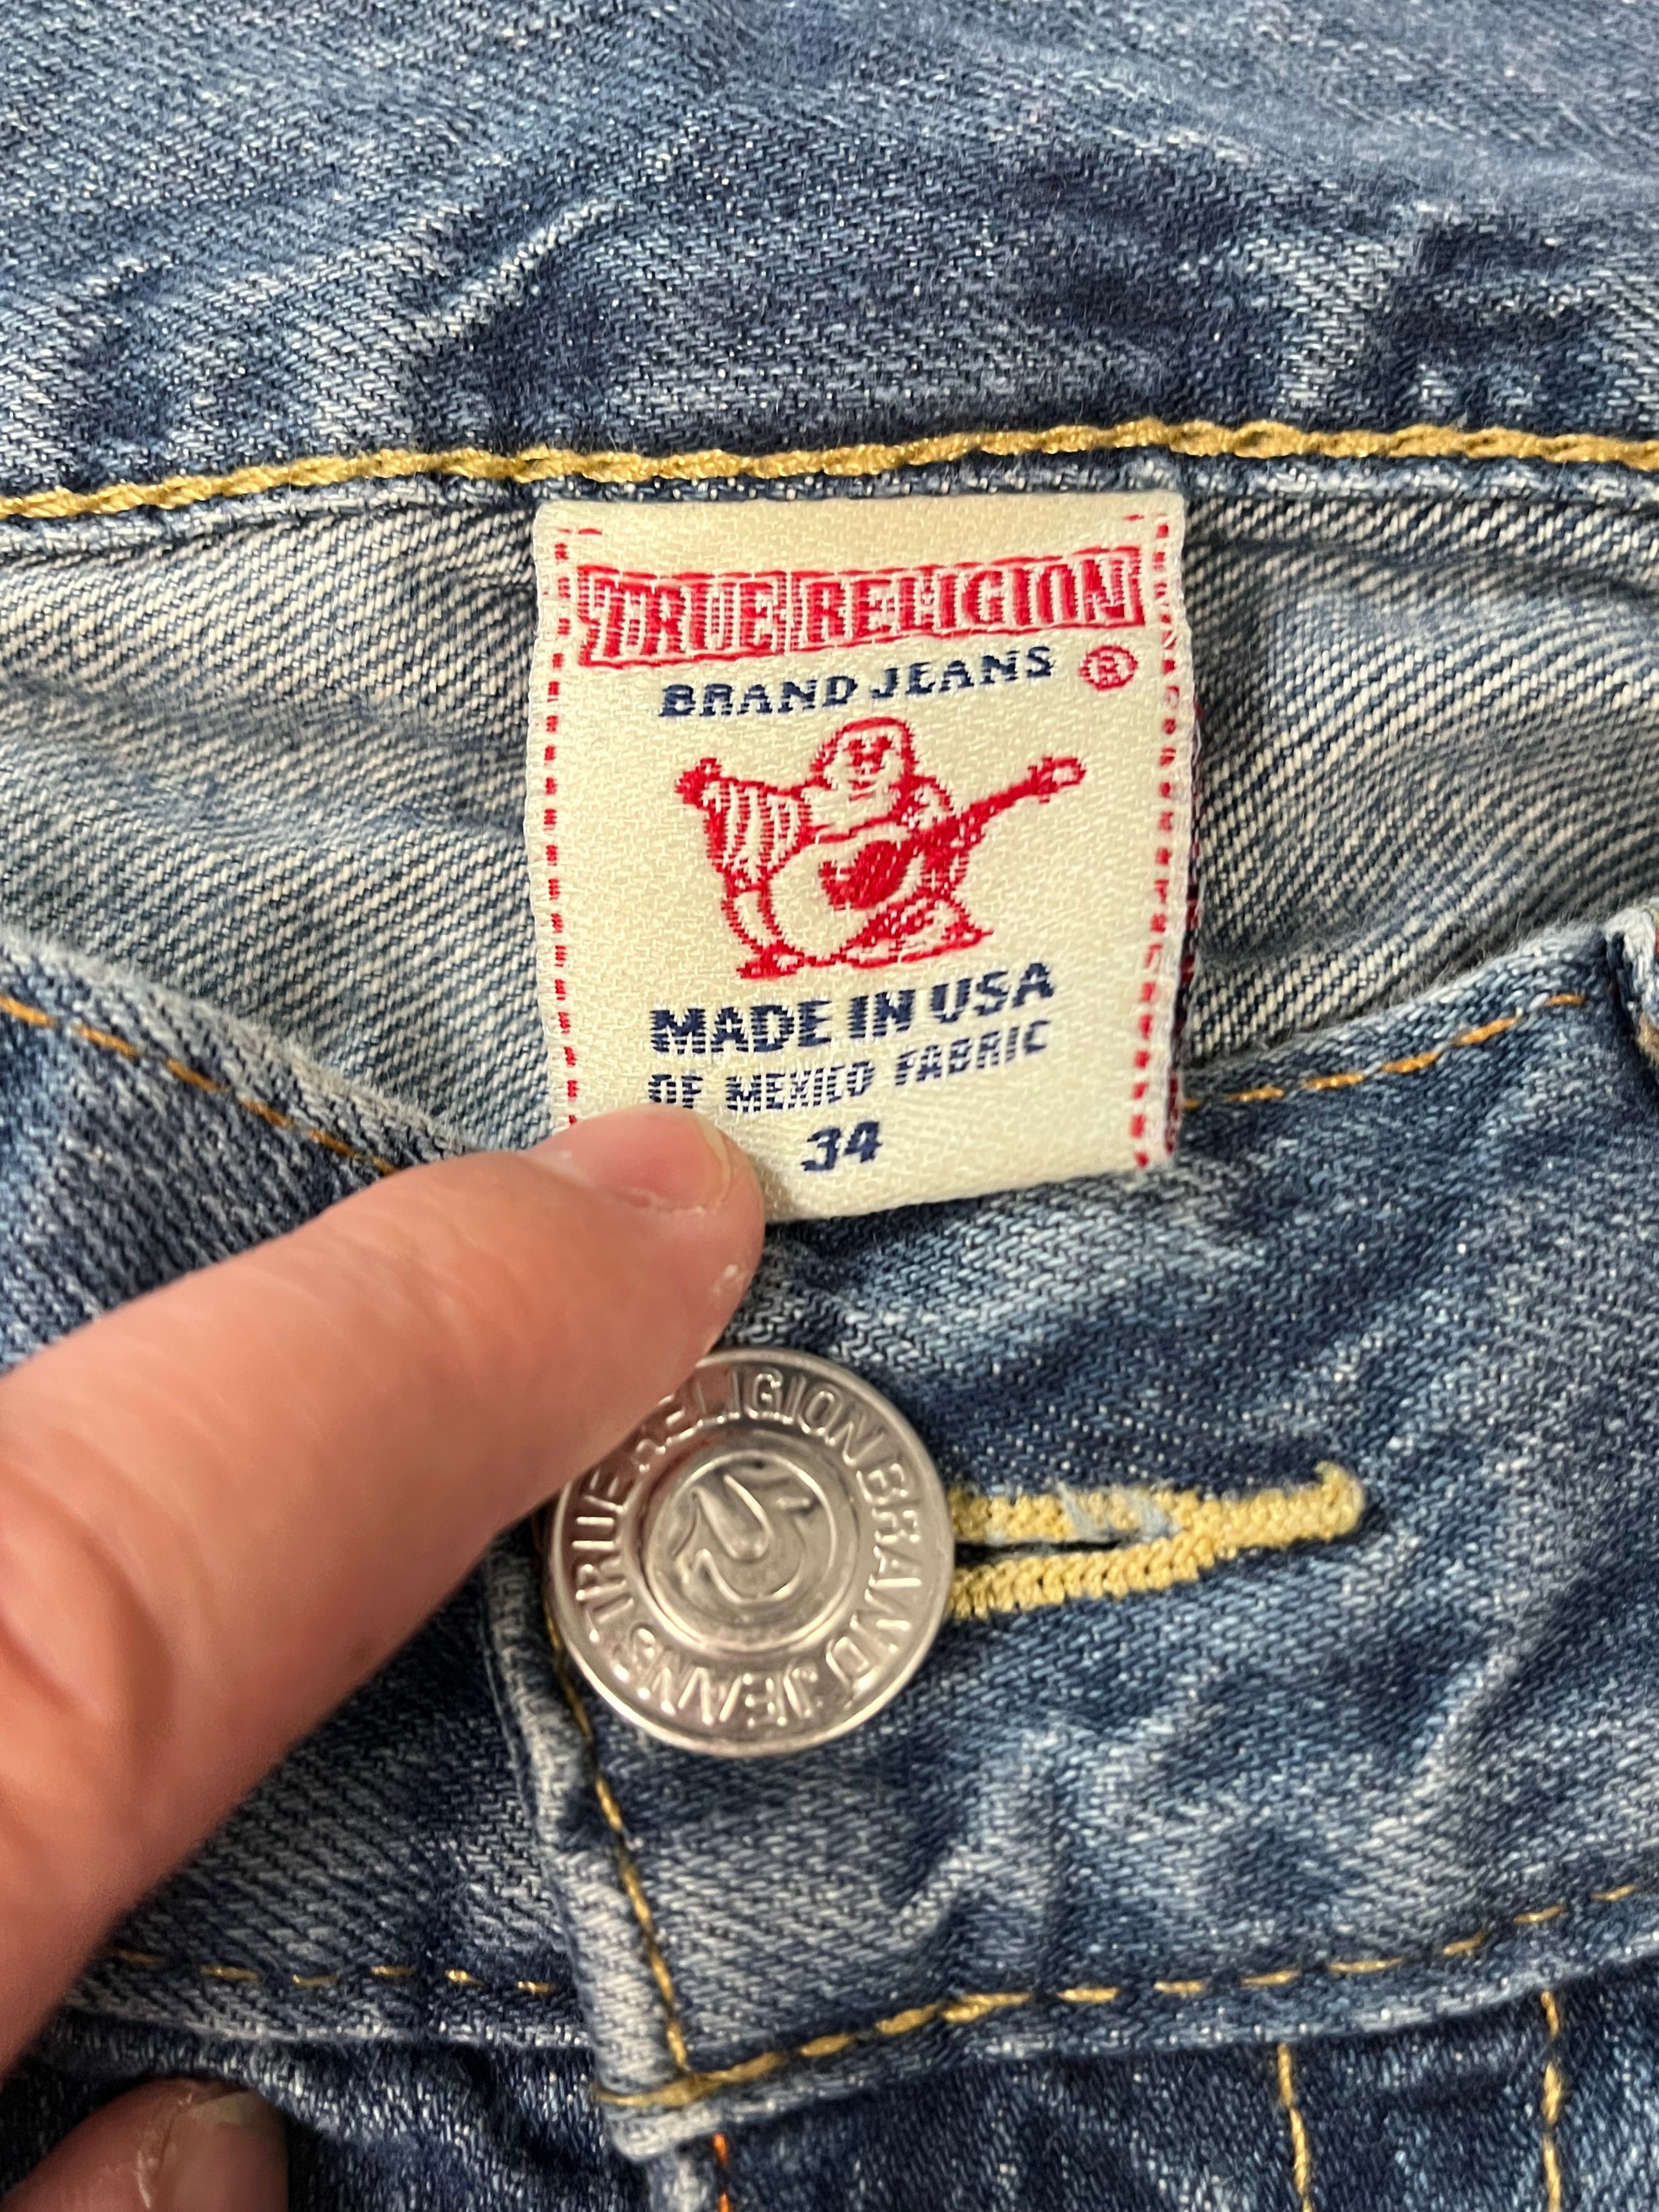 TRUE RELIGION
BRAND JEANS ®
MADE IN USA
OF MEXICO FABRIC
34
TRUE RELIGION BRAND JEANS